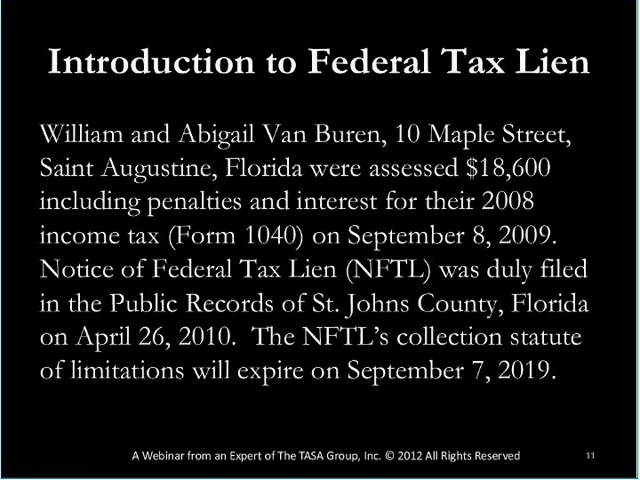 Introduction to Federal Tax Lien
William and Abigail Van Buren, 10 Maple Street,
Saint Augustine, Florida were assessed $18,600
including penalties and interest for their 2008
income tax (Form 1040) on September 8, 2009.
Notice of Federal Tax Lien (NFTL) was duly filed
in the Public Records of St. Johns County, Florida
on April 26, 2010.  The NFTL’s collection statute
of limitations will expire on September 7, 2019.
A Webinar from an Expert of The TASA Group, Inc. © 2012 All Rights Reserved
11